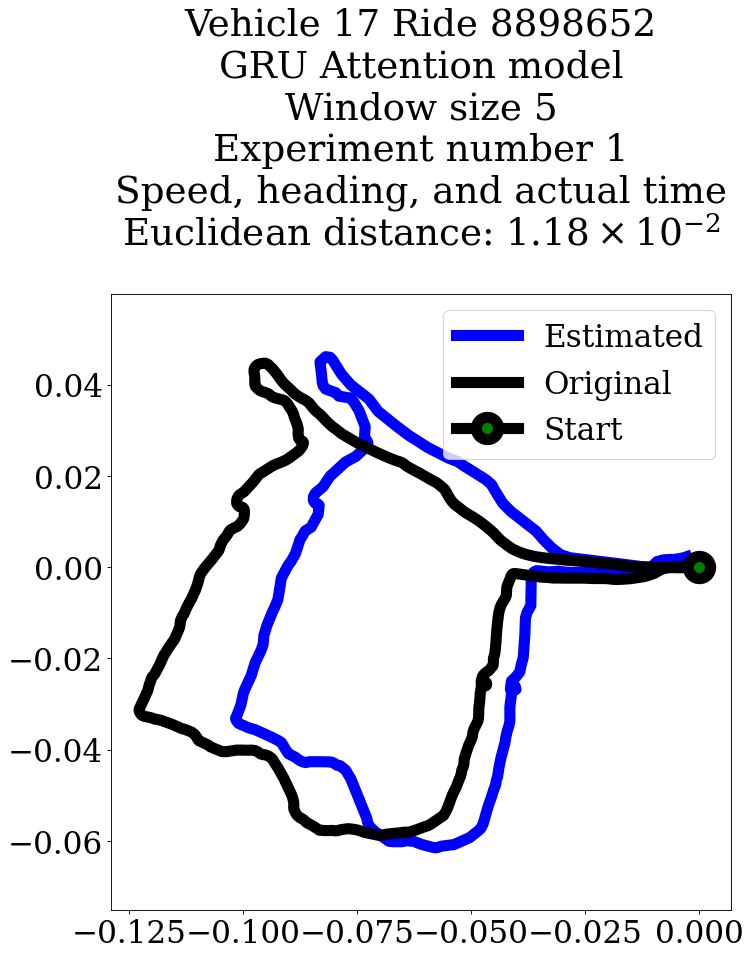 Vehicle 17 Ride 8898652
GRU Attention model
Window size 5
Experiment number 1
Speed, heading, and actual time
Euclidean distance: 1.18 × 10⁻²
Estimated
Original
Start
0.04
0.02
0.00
−0.02
−0.04
−0.06
−0.125 −0.100 −0.075 −0.050 −0.025 0.000